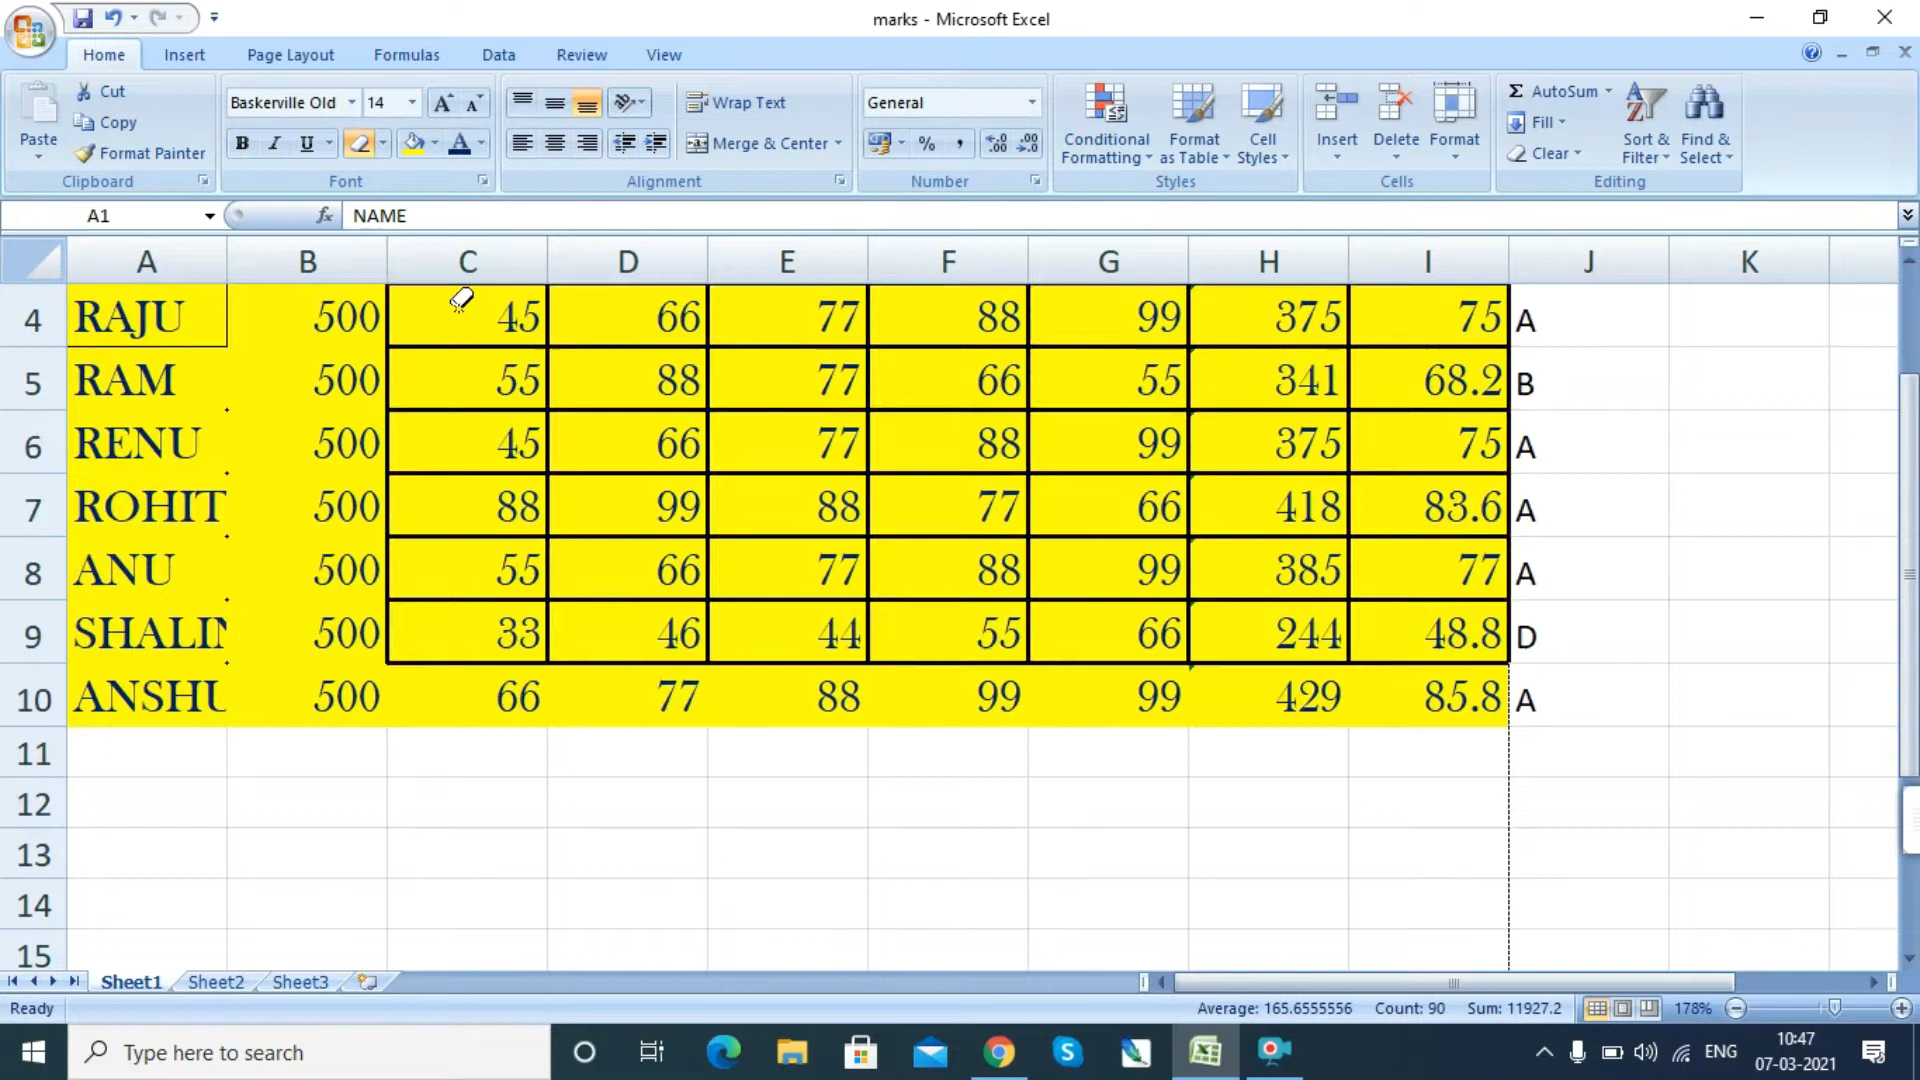 marks - Microsoft Excel
Home Insert Page Layout Formulas Data Review View
Paste Cut Copy Format Painter Clipboard
Baskerville Old 14 A A B I U A Font
Wrap Text Merge & Center Alignment
General % , .0 .00 .00 .0 Number
Conditional Formatting Format as Table Cell Styles Styles
Insert Delete Format Cells
Σ AutoSum Fill Clear Sort & Filter Find & Select Editing
A1 fx NAME
A B C D E F G H I J K
4 RAJU 500 45 66 77 88 99 375 75 A
5 RAM 500 55 88 77 66 55 341 68.2 B
6 RENU 500 45 66 77 88 99 375 75 A
7 ROHIT 500 88 99 88 77 66 418 83.6 A
8 ANU 500 55 66 77 88 99 385 77 A
9 SHALIN 500 33 46 44 55 66 244 48.8 D
10 ANSHU 500 66 77 88 99 99 429 85.8 A
11
12
13
14
15
Sheet1 Sheet2 Sheet3
Ready Average: 165.6555556 Count: 90 Sum: 11927.2 178%
Type here to search ENG 10:47
07-03-2021